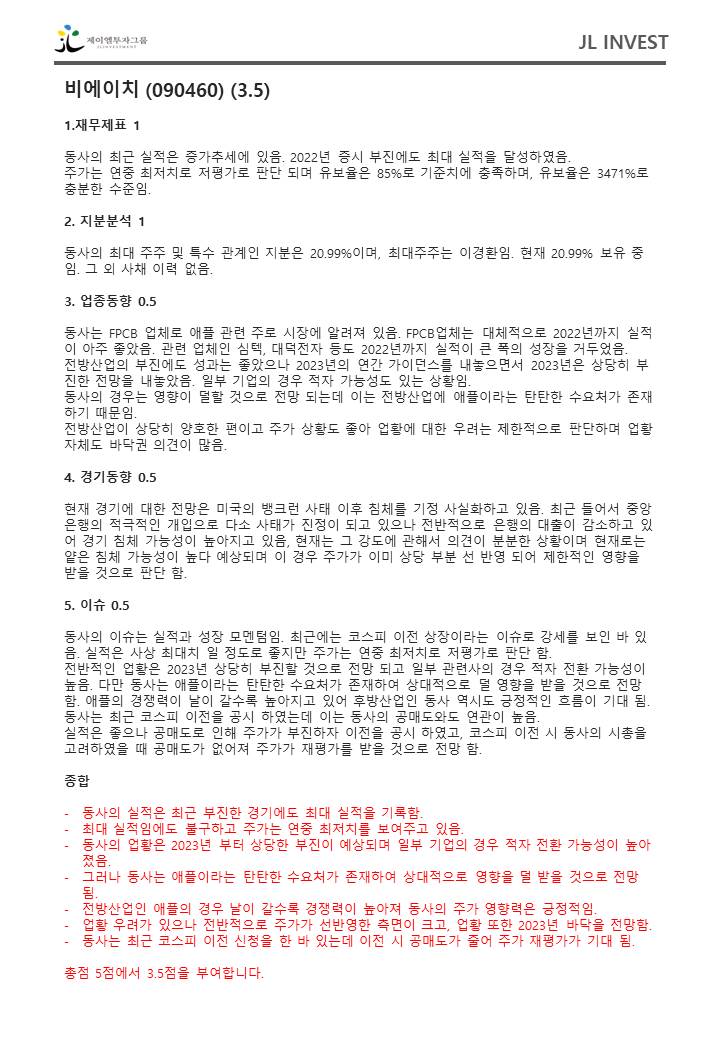 제이엘투자그룹
JLINVESTMENT
JL INVEST
비에이치 (090460) (3.5)
1.재무제표 1
동사의 최근 실적은 증가추세에 있음. 2022년 증시 부진에도 최대 실적을 달성하였음.
주가는 연중 최저치로 저평가로 판단 되며 유보율은 85%로 기준치에 충족하며, 유보율은 3471%로
충분한 수준임.
2. 지분분석 1
동사의 최대 주주 및 특수 관계인 지분은 20.99%이며, 최대주주는 이경환임. 현재 20.99% 보유 중
임. 그 외 사채 이력 없음.
3. 업종동향 0.5
동사는 FPCB 업체로 애플 관련 주로 시장에 알려져 있음. FPCB업체는 대체적으로 2022년까지 실적
이 아주 좋았음. 관련 업체인 심텍, 대덕전자 등도 2022년까지 실적이 큰 폭의 성장을 거두었음.
전방산업의 부진에도 성과는 좋았으나 2023년의 연간 가이던스를 내놓으면서 2023년은 상당히 부
진한 전망을 내놓았음. 일부 기업의 경우 적자 가능성도 있는 상황임.
동사의 경우는 영향이 덜할 것으로 전망 되는데 이는 전방산업에 애플이라는 탄탄한 수요처가 존재
하기 때문임.
전방산업이 상당히 양호한 편이고 주가 상황도 좋아 업황에 대한 우려는 제한적으로 판단하며 업황
자체도 바닥권 의견이 많음.
4. 경기동향 0.5
현재 경기에 대한 전망은 미국의 뱅크런 사태 이후 침체를 기정 사실화하고 있음. 최근 들어서 중앙
은행의 적극적인 개입으로 다소 사태가 진정이 되고 있으나 전반적으로 은행의 대출이 감소하고 있
어 경기 침체 가능성이 높아지고 있음, 현재는 그 강도에 관해서 의견이 분분한 상황이며 현재로는
얕은 침체 가능성이 높다 예상되며 이 경우 주가가 이미 상당 부분 선 반영 되어 제한적인 영향을
받을 것으로 판단 함.
5. 이슈 0.5
동사의 이슈는 실적과 성장 모멘텀임. 최근에는 코스피 이전 상장이라는 이슈로 강세를 보인 바 있
음. 실적은 사상 최대치 일 정도로 좋지만 주가는 연중 최저치로 저평가로 판단 함.
전반적인 업황은 2023년 상당히 부진할 것으로 전망 되고 일부 관련사의 경우 적자 전환 가능성이
높음. 다만 동사는 애플이라는 탄탄한 수요처가 존재하여 상대적으로 덜 영향을 받을 것으로 전망
함. 애플의 경쟁력이 날이 갈수록 높아지고 있어 후방산업인 동사 역시도 긍정적인 흐름이 기대 됨.
동사는 최근 코스피 이전을 공시 하였는데 이는 동사의 공매도와도 연관이 높음.
실적은 좋으나 공매도로 인해 주가가 부진하자 이전을 공시 하였고, 코스피 이전 시 동사의 시총을
고려하였을 때 공매도가 없어져 주가가 재평가를 받을 것으로 전망 함.
종합
- 동사의 실적은 최근 부진한 경기에도 최대 실적을 기록함.
- 최대 실적임에도 불구하고 주가는 연중 최저치를 보여주고 있음.
- 동사의 업황은 2023년 부터 상당한 부진이 예상되며 일부 기업의 경우 적자 전환 가능성이 높아
졌음.
- 그러나 동사는 애플이라는 탄탄한 수요처가 존재하여 상대적으로 영향을 덜 받을 것으로 전망
됨.
- 전방산업인 애플의 경우 날이 갈수록 경쟁력이 높아져 동사의 주가 영향력은 긍정적임.
- 업황 우려가 있으나 전반적으로 주가가 선반영한 측면이 크고, 업황 또한 2023년 바닥을 전망함.
- 동사는 최근 코스피 이전 신청을 한 바 있는데 이전 시 공매도가 줄어 주가 재평가가 기대 됨.
총점 5점에서 3.5점을 부여합니다.